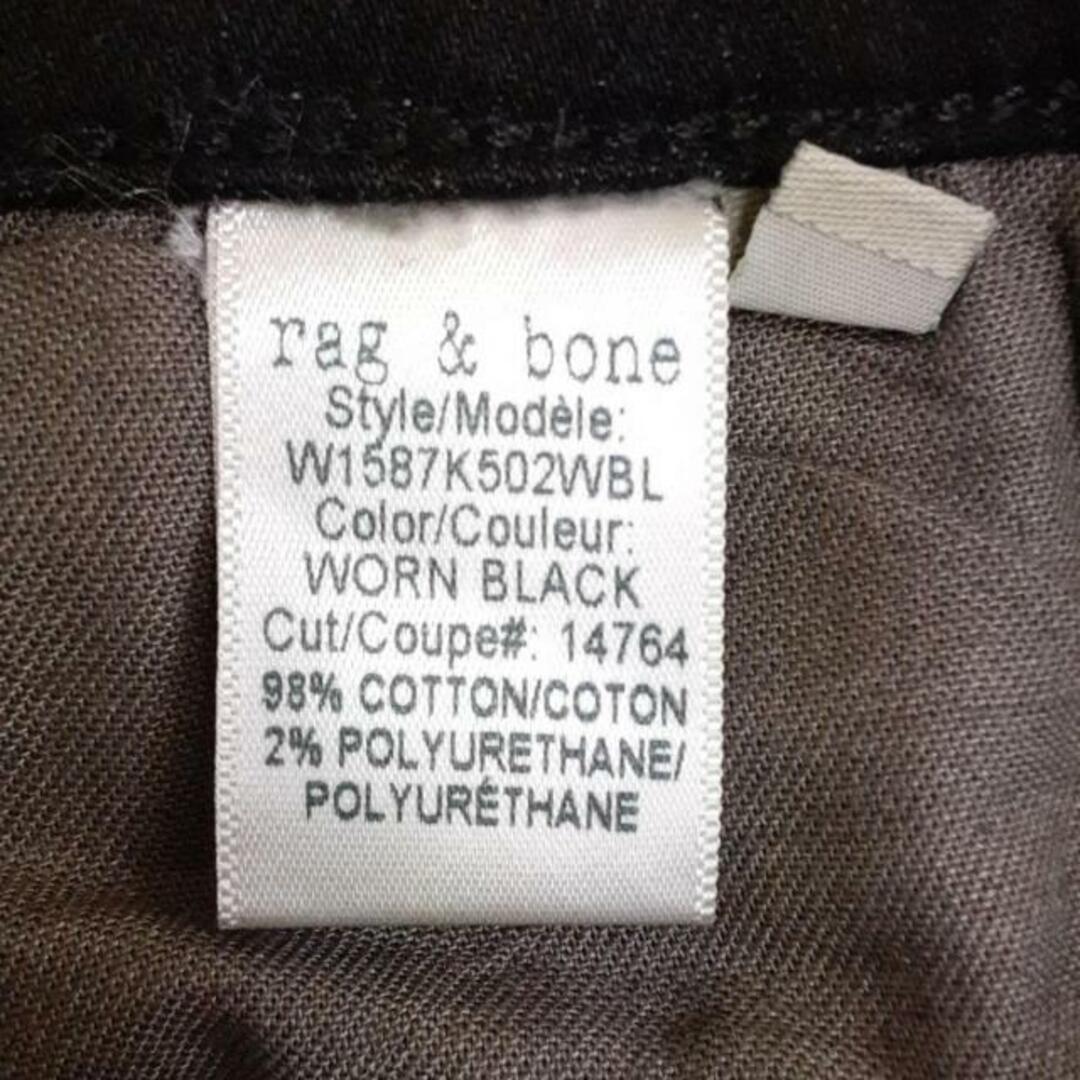 rag & bone
Style/Modèle:
W1587K502WBL
Color/Couleur:
WORN BLACK
Cut/Coupe#: 14764
98% COTTON/COTON
2% POLYURETHANE/
POLYURÉTHANE